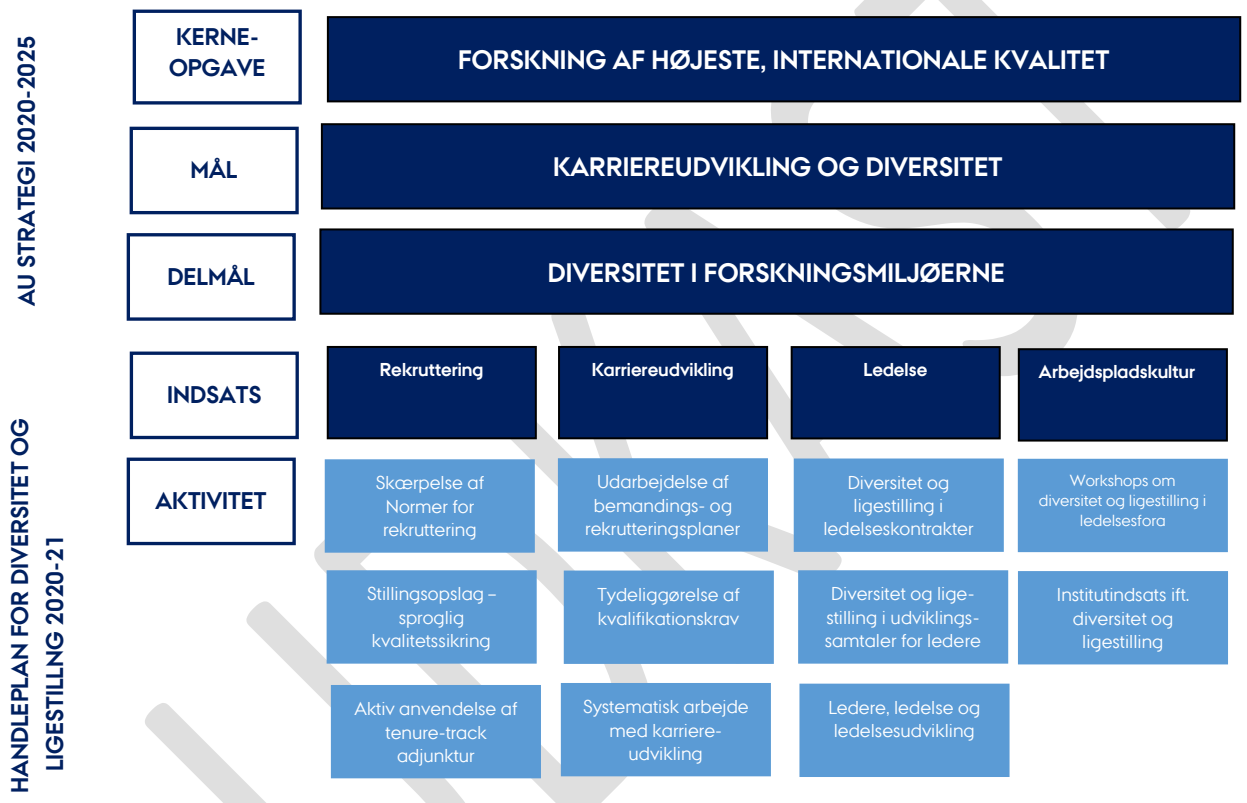 AU STRATEGI 2020-2025
KERNE-
OPGAVE
FORSKNING AF HØJESTE, INTERNATIONALE KVALITET
MÅL
KARRIEREUDVIKLING OG DIVERSITET
DELMÅL
DIVERSITET I FORSKNINGSMILJØERNE
HANDLEPLAN FOR DIVERSITET OG
LIGESTILLNG 2020-21
INDSATS
Rekruttering
Karriereudvikling
Ledelse
Arbejdspladskultur
AKTIVITET
Skærpelse af
Normer for
rekruttering
Udarbejdelse af
bemandings- og
rekrutteringsplaner
Diversitet og
ligestilling i
ledelseskontrakter
Workshops om
diversitet og ligestilling i
ledelsesfora
Stillingsopslag –
sproglig
kvalitetssikring
Tydeliggørelse af
kvalifikationskrav
Diversitet og lige-
stilling i udviklings-
samtaler for ledere
Institutindsats ift.
diversitet og
ligestilling
Aktiv anvendelse af
tenure-track
adjunktur
Systematisk arbejde
med karriere-
udvikling
Ledere, ledelse og
ledelsesudvikling